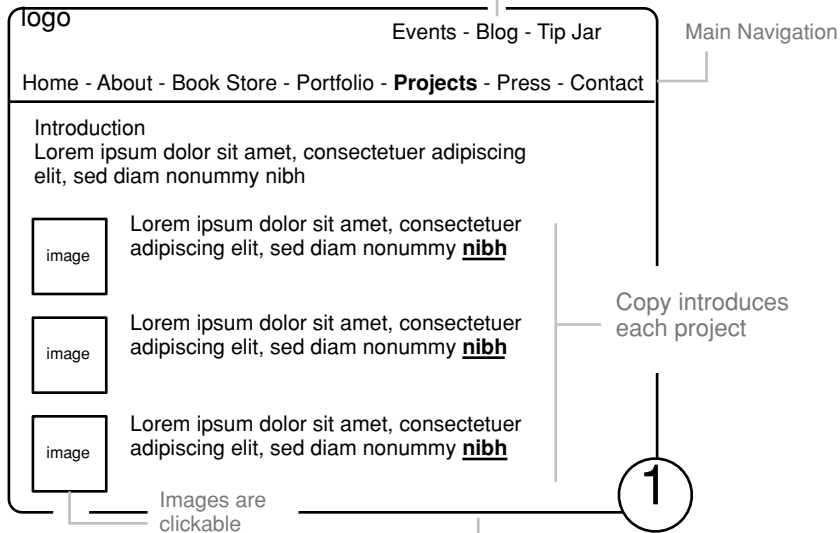 logo
Events - Blog - Tip Jar
Main Navigation
Home - About - Book Store - Portfolio - Projects - Press - Contact
Introduction
Lorem ipsum dolor sit amet, consectetuer adipiscing
elit, sed diam nonummy nibh
image
Lorem ipsum dolor sit amet, consectetuer
adipiscing elit, sed diam nonummy nibh
Copy introduces
each project
image
Lorem ipsum dolor sit amet, consectetuer
adipiscing elit, sed diam nonummy nibh
image
Lorem ipsum dolor sit amet, consectetuer
adipiscing elit, sed diam nonummy nibh
1
Images are
clickable